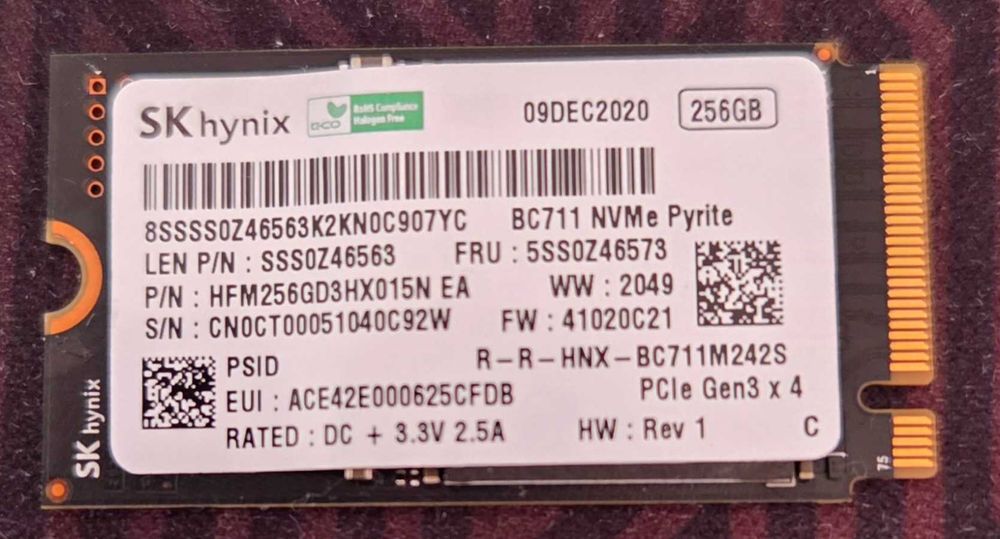 SK hynix
ECO RoHS Compliance
Halogen Free
09DEC2020 256GB
8SSSS0Z46563K2KN0C907YC BC711 NVMe Pyrite
LEN P/N : SSS0Z46563 FRU : 5SS0Z46573
P/N : HFM256GD3HX015N EA WW : 2049
S/N : CN0CT00051040C92W FW : 41020C21
PSID R-R-HNX-BC711M242S
EUI : ACE42E000625CFDB PCIe Gen3 x 4
RATED : DC + 3.3V 2.5A HW : Rev 1 C
SK hynix
1
75